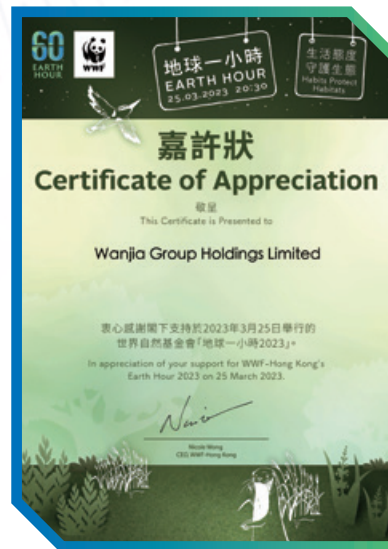 60
EARTH
HOUR
WWF
地球一小時
EARTH HOUR
25.03.2023 20:30
生活態度
守護生態
Habits Protect
Habitats
嘉許狀
Certificate of Appreciation
敬呈
This Certificate is Presented to
Wanjia Group Holdings Limited
衷心感謝閣下支持於2023年3月25日舉行的
世界自然基金會「地球一小時2023」。
In appreciation of your support for WWF-Hong Kong's
Earth Hour 2023 on 25 March 2023.
Nicole Wong
CEO, WWF-Hong Kong